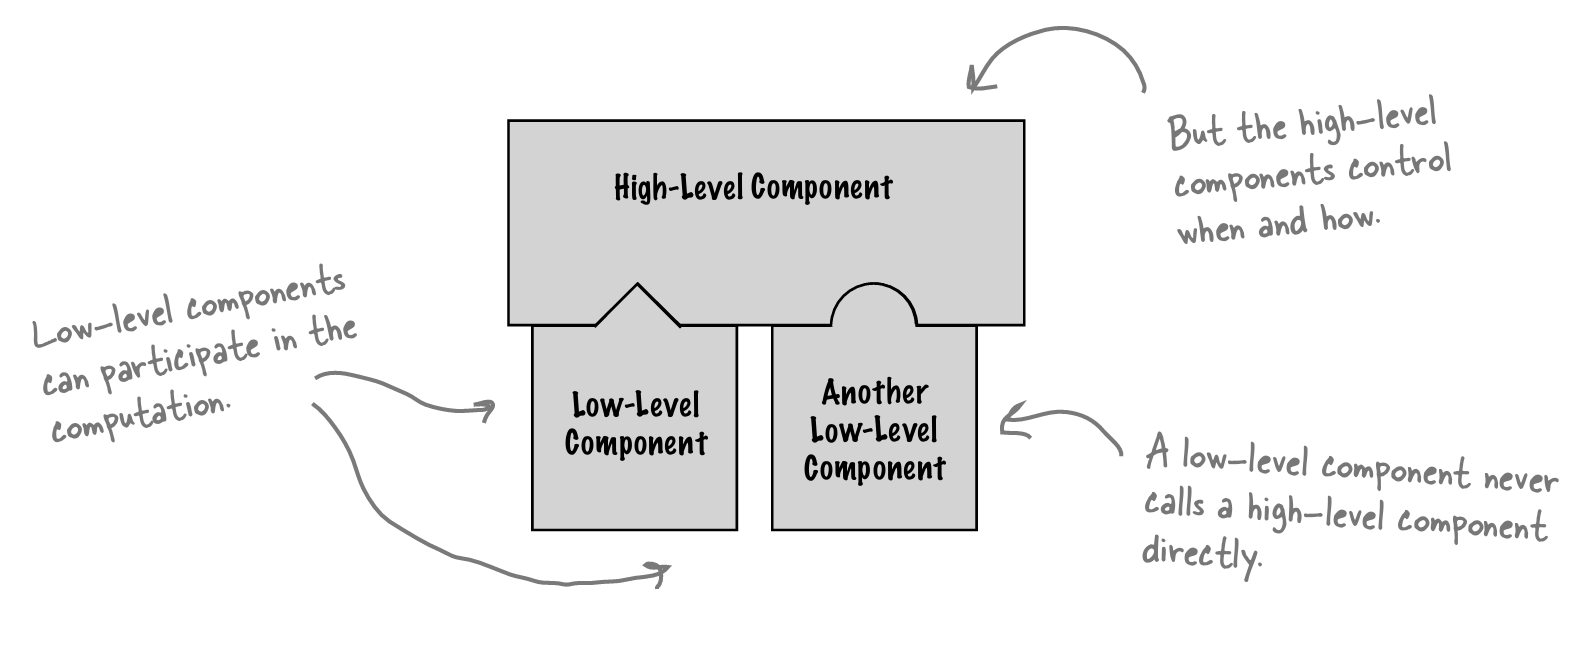 But the high-level
components control
when and how.
High-Level Component
Low-level components
can participate in the
computation.
Low-Level
Component
Another
Low-Level
Component
A low-level component never
calls a high-level component
directly.